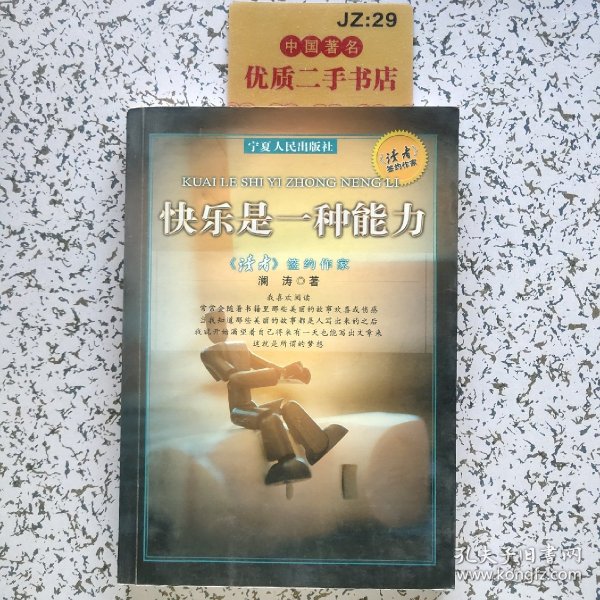 JZ:29
中国著名
优质二手书店
宁夏人民出版社
《读者》
签约作家
KUAI LE SHI YI ZHONG NENG LI
快乐是一种能力
《读者》签约作家
澜 涛◎著
我喜欢阅读
常常会随着书籍里那些美丽的故事欢喜或伤感
当我知道那些美丽的故事都是人写出来的之后
我就开始渴望着自己将来有一天也能写出文章来
这就是所谓的梦想
孔夫子旧书网
www.kongfz.com